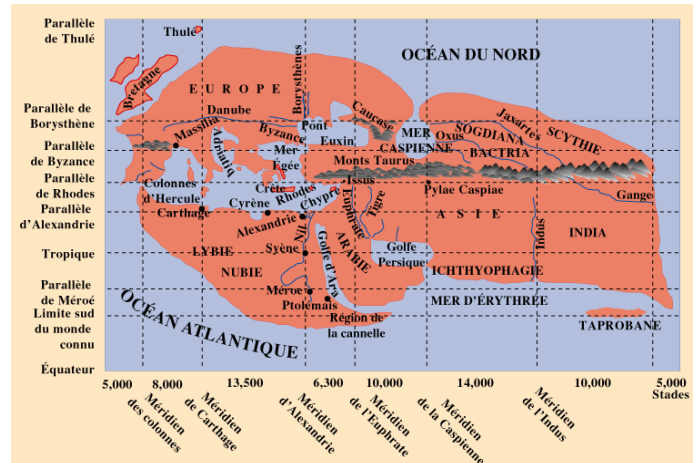 Parallèle
de Thulé
Thulé
OCÉAN DU NORD
Bretagne
EUROPE
Borysthènes
Parallèle de
Borysthène
Danube
Massilia
Adriatiq
Byzance
Pont
Euxin
Caucase
MER
CASPIENNE
Oxus
SOGDIANA
Jaxartes
SCYTHIE
BACTRIA
Parallèle
de Byzance
Mer
Égée
Monts Taurus
Parallèle
de Rhodes
Colonnes
d'Hercule
Crête
Rhodes
Chypre
Issus
Pylae Caspiae
Gange
Carthage
Cyrène
Alexandrie
Euphrate
Tigre
ASIE
Parallèle
d'Alexandrie
Nil
Syène
LYBIE
Golfe d'Ara
ARABIE
Golfe
Persique
Indus
INDIA
Tropique
NUBIE
ICHTHYOPHAGIE
Parallèle
de Méroé
Méroe
Ptolémais
MER D'ÉRYTHRÉE
Limite sud
du monde
connu
OCÉAN ATLANTIQUE
Région de
la cannelle
TAPROBANE
Équateur
5,000
8,000
13,500
6,300
10,000
14,000
10,000
5,000
Stades
Méridien
des colonnes
Méridien
de Carthage
Méridien
d'Alexandrie
Méridien
de l'Euphrate
Méridien
de la Caspienne
Méridien
de l'Indus